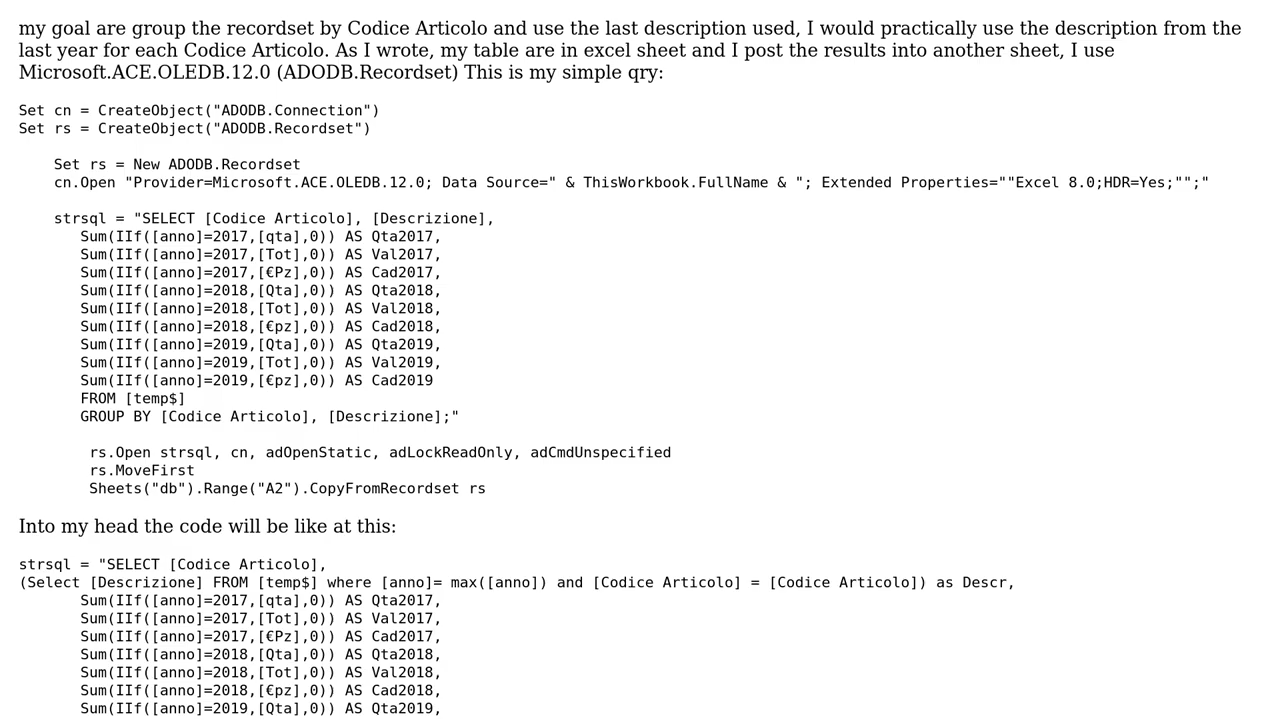 my goal are group the recordset by Codice Articolo and use the last description used, I would practically use the description from the
last year for each Codice Articolo. As I wrote, my table are in excel sheet and I post the results into another sheet, I use
Microsoft.ACE.OLEDB.12.0 (ADODB.Recordset) This is my simple qry:
Set cn = CreateObject("ADODB.Connection")
Set rs = CreateObject("ADODB.Recordset")
Set rs = New ADODB.Recordset
cn.Open "Provider=Microsoft.ACE.OLEDB.12.0; Data Source=" & ThisWorkbook.FullName & "; Extended Properties=""Excel 8.0;HDR=Yes;"";"
strsql = "SELECT [Codice Articolo], [Descrizione],
Sum(IIf([anno]=2017,[qta],0)) AS Qta2017,
Sum(IIf([anno]=2017,[Tot],0)) AS Val2017,
Sum(IIf([anno]=2017,[€Pz],0)) AS Cad2017,
Sum(IIf([anno]=2018,[Qta],0)) AS Qta2018,
Sum(IIf([anno]=2018,[Tot],0)) AS Val2018,
Sum(IIf([anno]=2018,[€pz],0)) AS Cad2018,
Sum(IIf([anno]=2019,[Qta],0)) AS Qta2019,
Sum(IIf([anno]=2019,[Tot],0)) AS Val2019,
Sum(IIf([anno]=2019,[€pz],0)) AS Cad2019
FROM [temp$]
GROUP BY [Codice Articolo], [Descrizione];"
rs.Open strsql, cn, adOpenStatic, adLockReadOnly, adCmdUnspecified
rs.MoveFirst
Sheets("db").Range("A2").CopyFromRecordset rs
Into my head the code will be like at this:
strsql = "SELECT [Codice Articolo],
(Select [Descrizione] FROM [temp$] where [anno]= max([anno]) and [Codice Articolo] = [Codice Articolo]) as Descr,
Sum(IIf([anno]=2017,[qta],0)) AS Qta2017,
Sum(IIf([anno]=2017,[Tot],0)) AS Val2017,
Sum(IIf([anno]=2017,[€Pz],0)) AS Cad2017,
Sum(IIf([anno]=2018,[Qta],0)) AS Qta2018,
Sum(IIf([anno]=2018,[Tot],0)) AS Val2018,
Sum(IIf([anno]=2018,[€pz],0)) AS Cad2018,
Sum(IIf([anno]=2019,[Qta],0)) AS Qta2019,